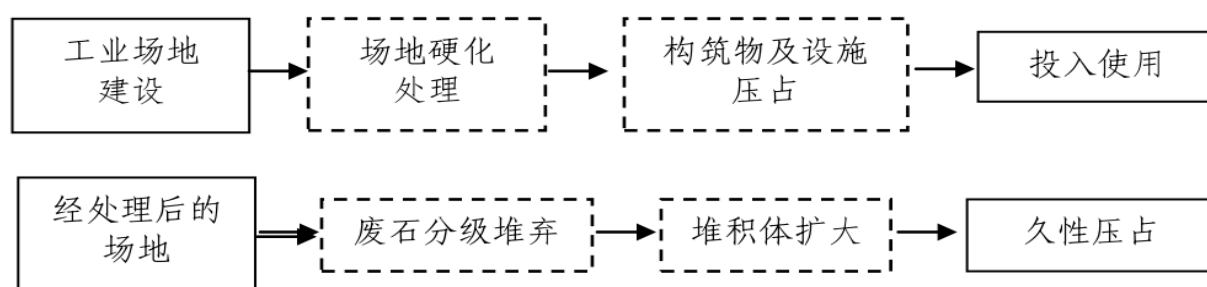 工业场地
建设
场地硬化
处理
构筑物及设施
压占
投入使用
经处理后的
场地
废石分级堆弃
堆积体扩大
久性压占